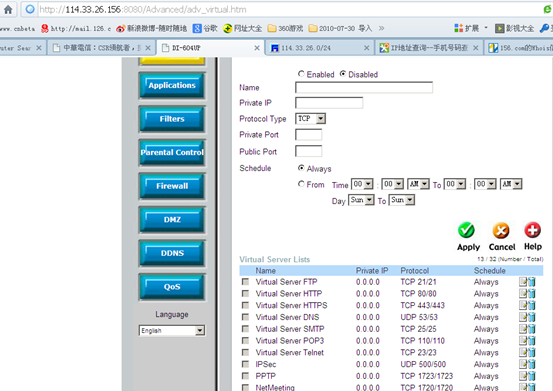 http://114.33.26.156:8080/Advanced/adv_virtual.htm
www.cnbeta http://mail.126.c 新浪微博-随时随地 谷歌 网址大全 360游戏 2010-07-30 导入 » 扩展 影视大全
uter Sear 中華電信：CSR領航者， DI-604UP 114.33.26.0/24 IP地址查询--手机号码查 156.com的Whois
Applications
Filters
Parental Control
Firewall
DMZ
DDNS
QoS
Language
English
Enabled Disabled
Name
Private IP
Protocol Type TCP
Private Port
Public Port
Schedule Always
From Time 00 : 00 AM To 00 : 00 AM
Day Sun To Sun
Apply Cancel Help
Virtual Server Lists 13 / 32 (Number / Total)
Name Private IP Protocol Schedule
Virtual Server FTP 0.0.0.0 TCP 21/21 Always
Virtual Server HTTP 0.0.0.0 TCP 80/80 Always
Virtual Server HTTPS 0.0.0.0 TCP 443/443 Always
Virtual Server DNS 0.0.0.0 UDP 53/53 Always
Virtual Server SMTP 0.0.0.0 TCP 25/25 Always
Virtual Server POP3 0.0.0.0 TCP 110/110 Always
Virtual Server Telnet 0.0.0.0 TCP 23/23 Always
IPSec 0.0.0.0 UDP 500/500 Always
PPTP 0.0.0.0 TCP 1723/1723 Always
NetMeeting 0.0.0.0 TCP 1720/1720 Always